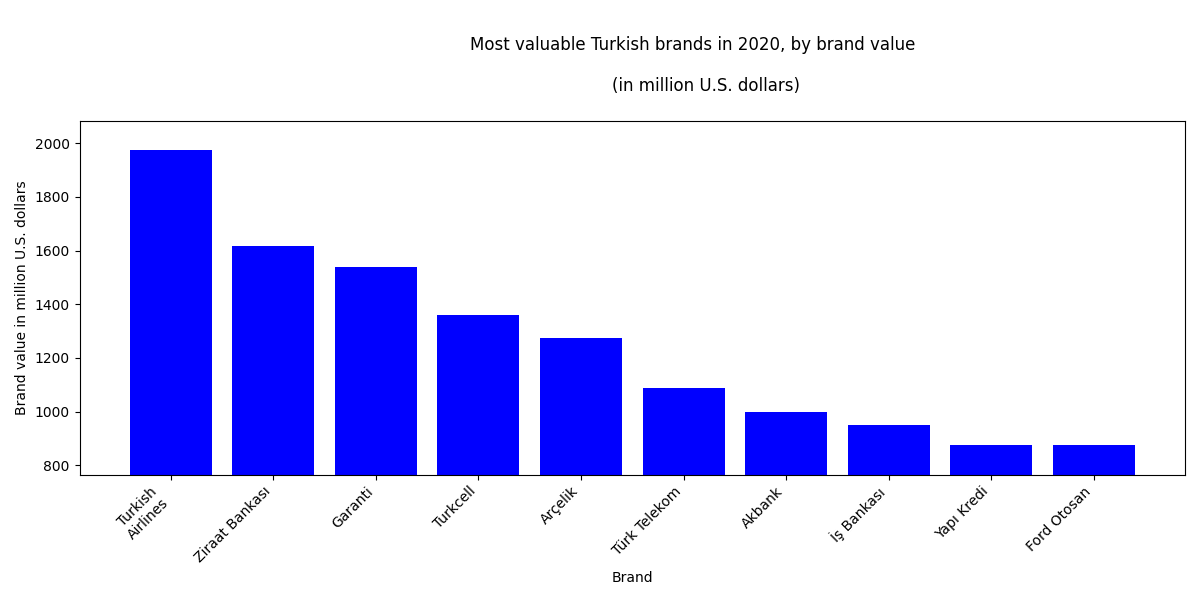 Most valuable Turkish brands in 2020, by brand value
(in million U.S. dollars)
Brand value in million U.S. dollars
2000
1800
1600
1400
1200
1000
800
Turkish
Airlines
Ziraat Bankası
Garanti
Turkcell
Arçelik
Türk Telekom
Akbank
İş Bankası
Yapı Kredi
Ford Otosan
Brand